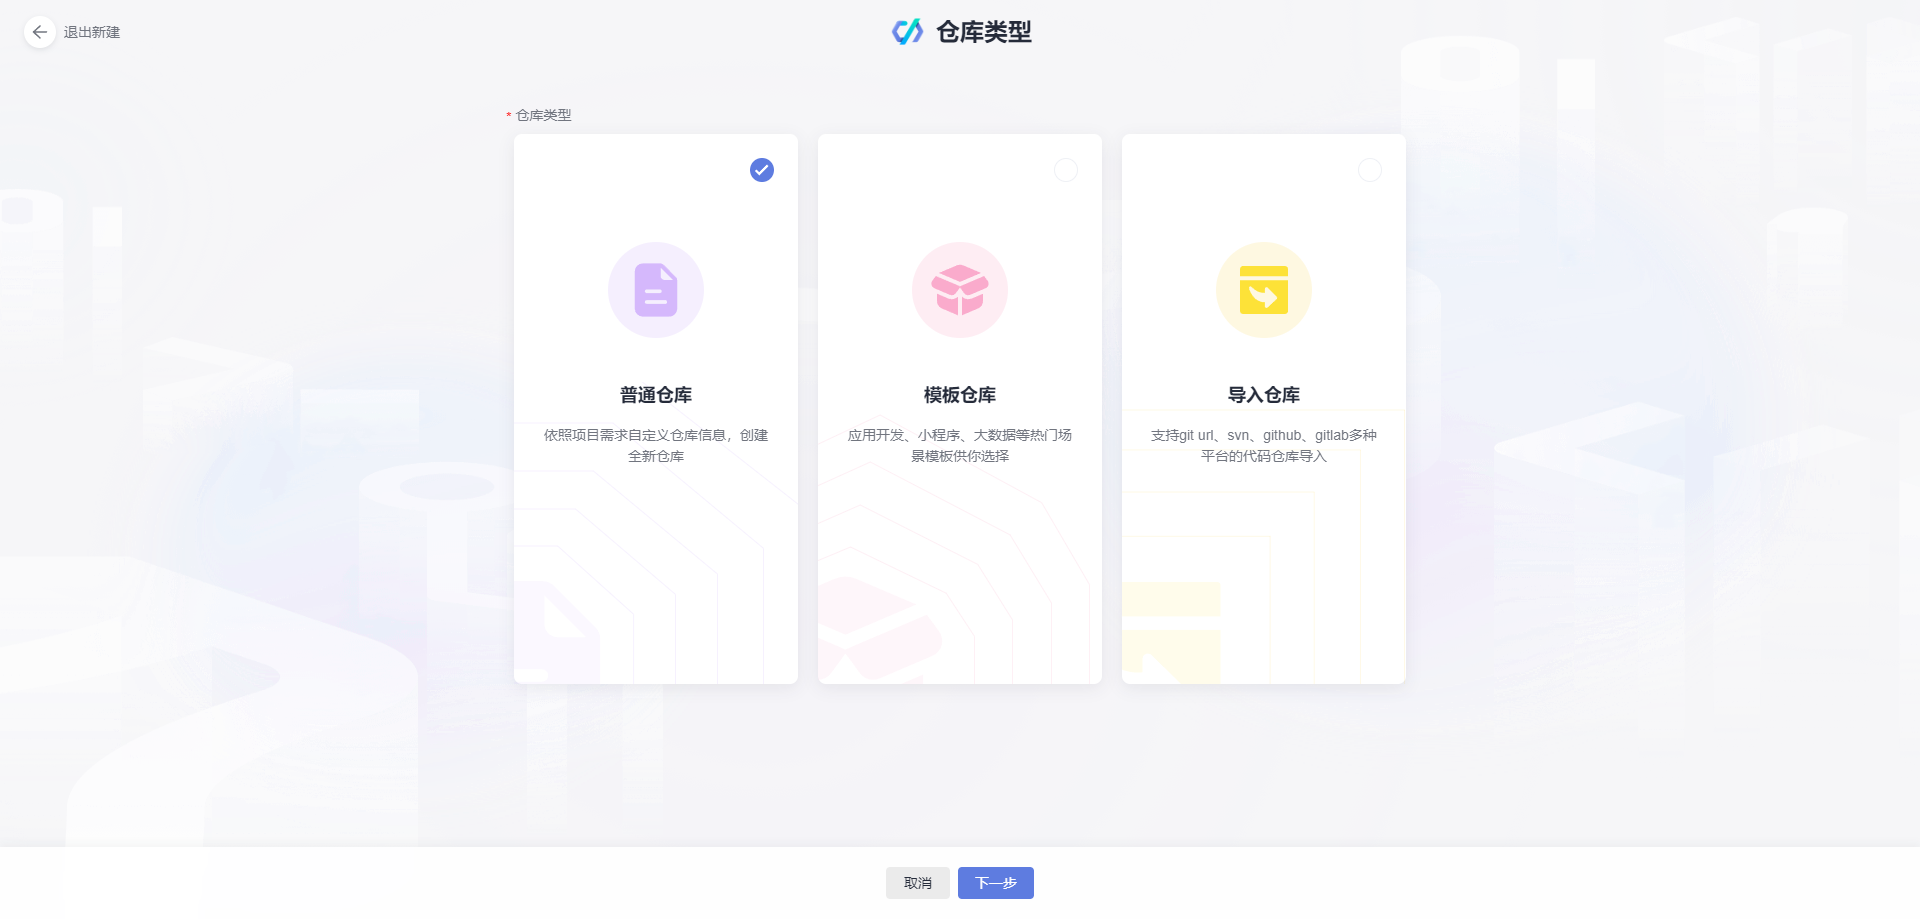 退出新建
仓库类型
* 仓库类型
普通仓库
依照项目需求自定义仓库信息，创建
全新仓库
模板仓库
应用开发、小程序、大数据等热门场
景模板供你选择
导入仓库
支持git url、svn、github、gitlab多种
平台的代码仓库导入
取消
下一步